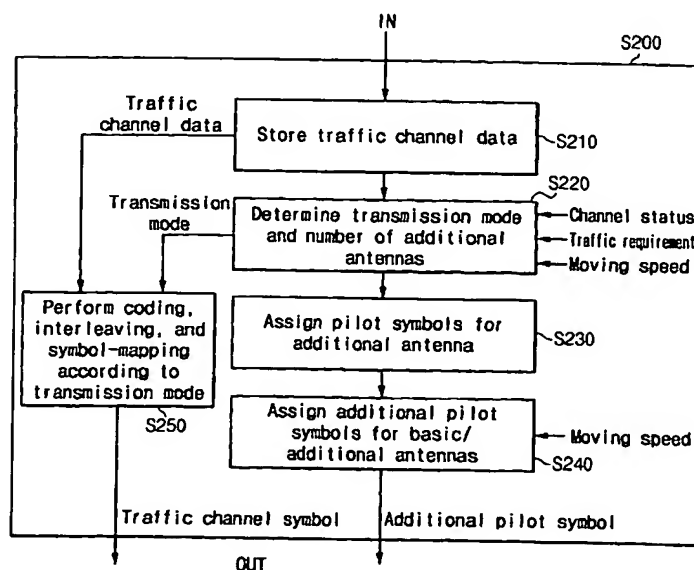 IN
S200
Traffic
channel data
Store traffic channel data
S210
S220
Transmission
mode
Determine transmission mode
and number of additional
antennas
Channel status
Traffic requirement
Moving speed
Perform coding,
interleaving, and
symbol-mapping
according to
transmission mode
S250
Assign pilot symbols for
additional antenna
S230
Assign additional pilot
symbols for basic/
additional antennas
Moving speed
S240
Traffic channel symbol
Additional pilot symbol
OUT